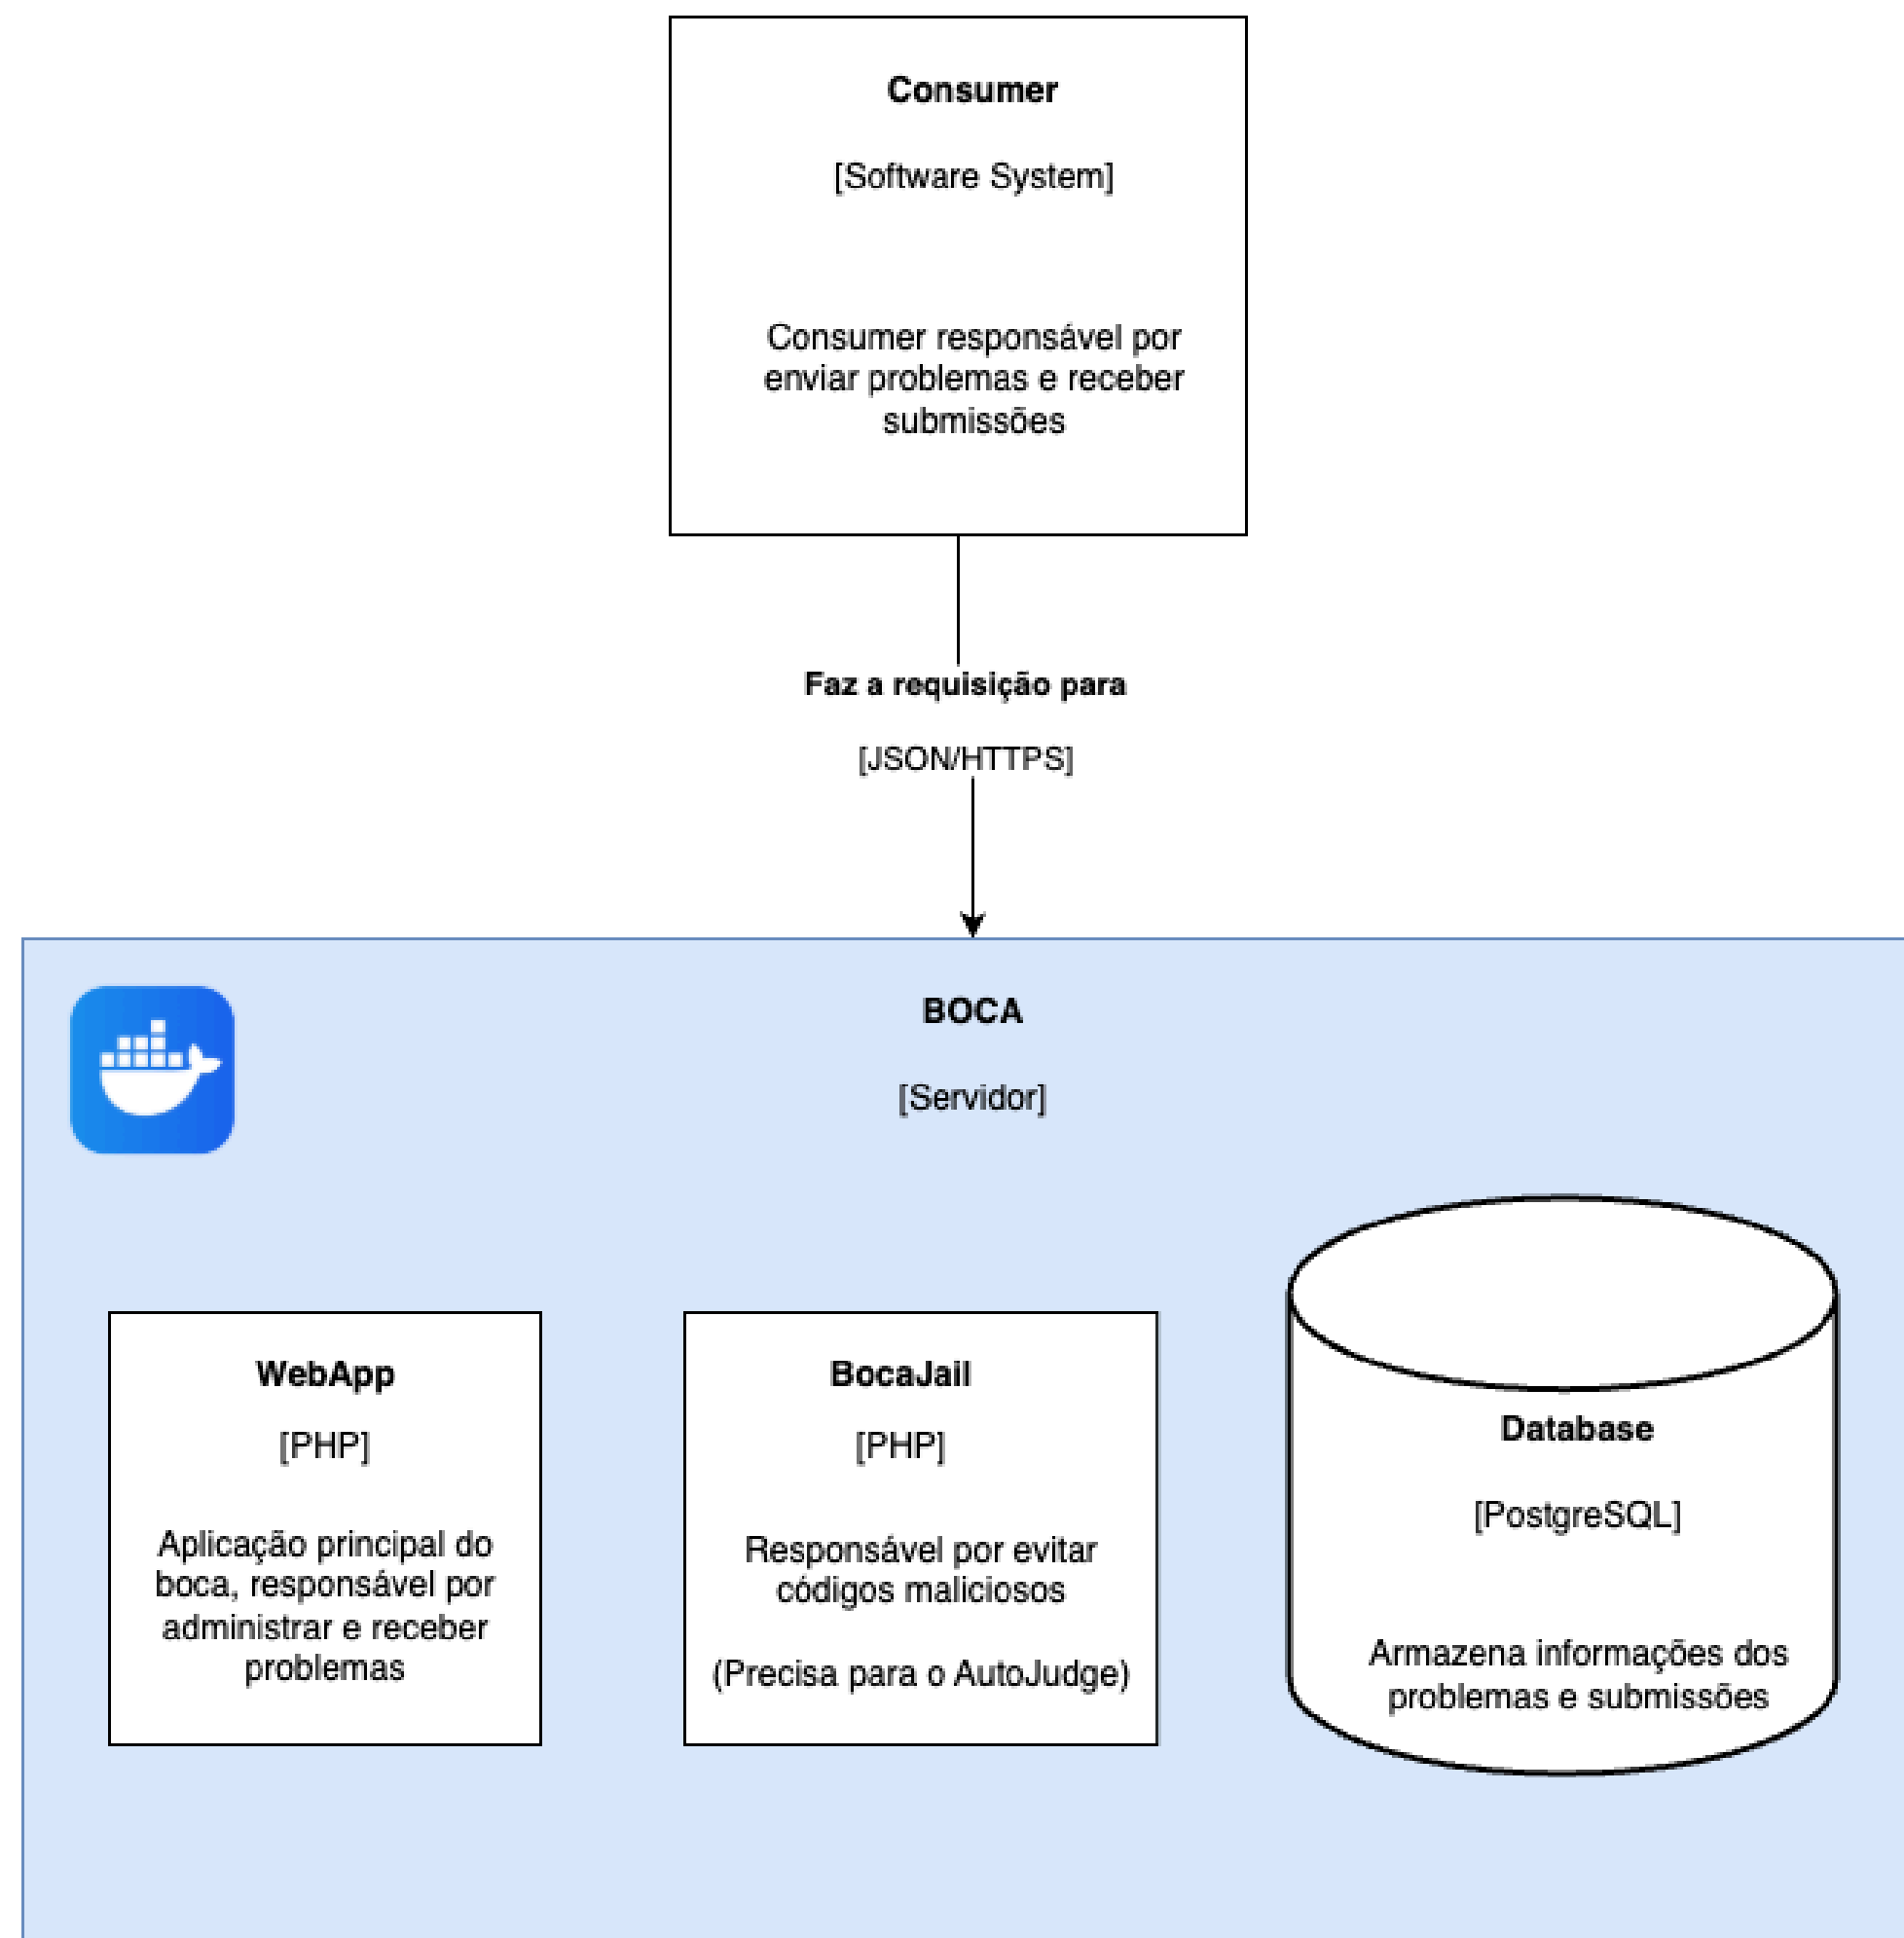 Consumer
[Software System]
Consumer responsável por
enviar problemas e receber
submissões
Faz a requisição para
[JSON/HTTPS]
BOCA
[Servidor]
WebApp
[PHP]
Aplicação principal do
boca, responsável por
administrar e receber
problemas
BocaJail
[PHP]
Responsável por evitar
códigos maliciosos
(Precisa para o AutoJudge)
Database
[PostgreSQL]
Armazena informações dos
problemas e submissões